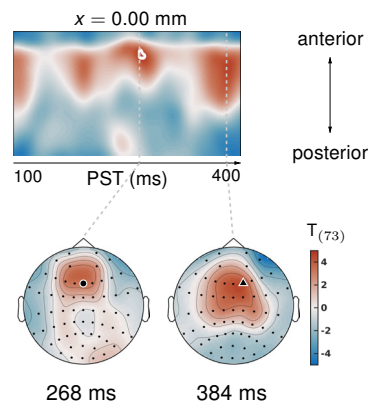 x = 0.00 mm
anterior
posterior
100 PST (ms) 400
T(73)
4
2
0
-2
-4
268 ms 384 ms